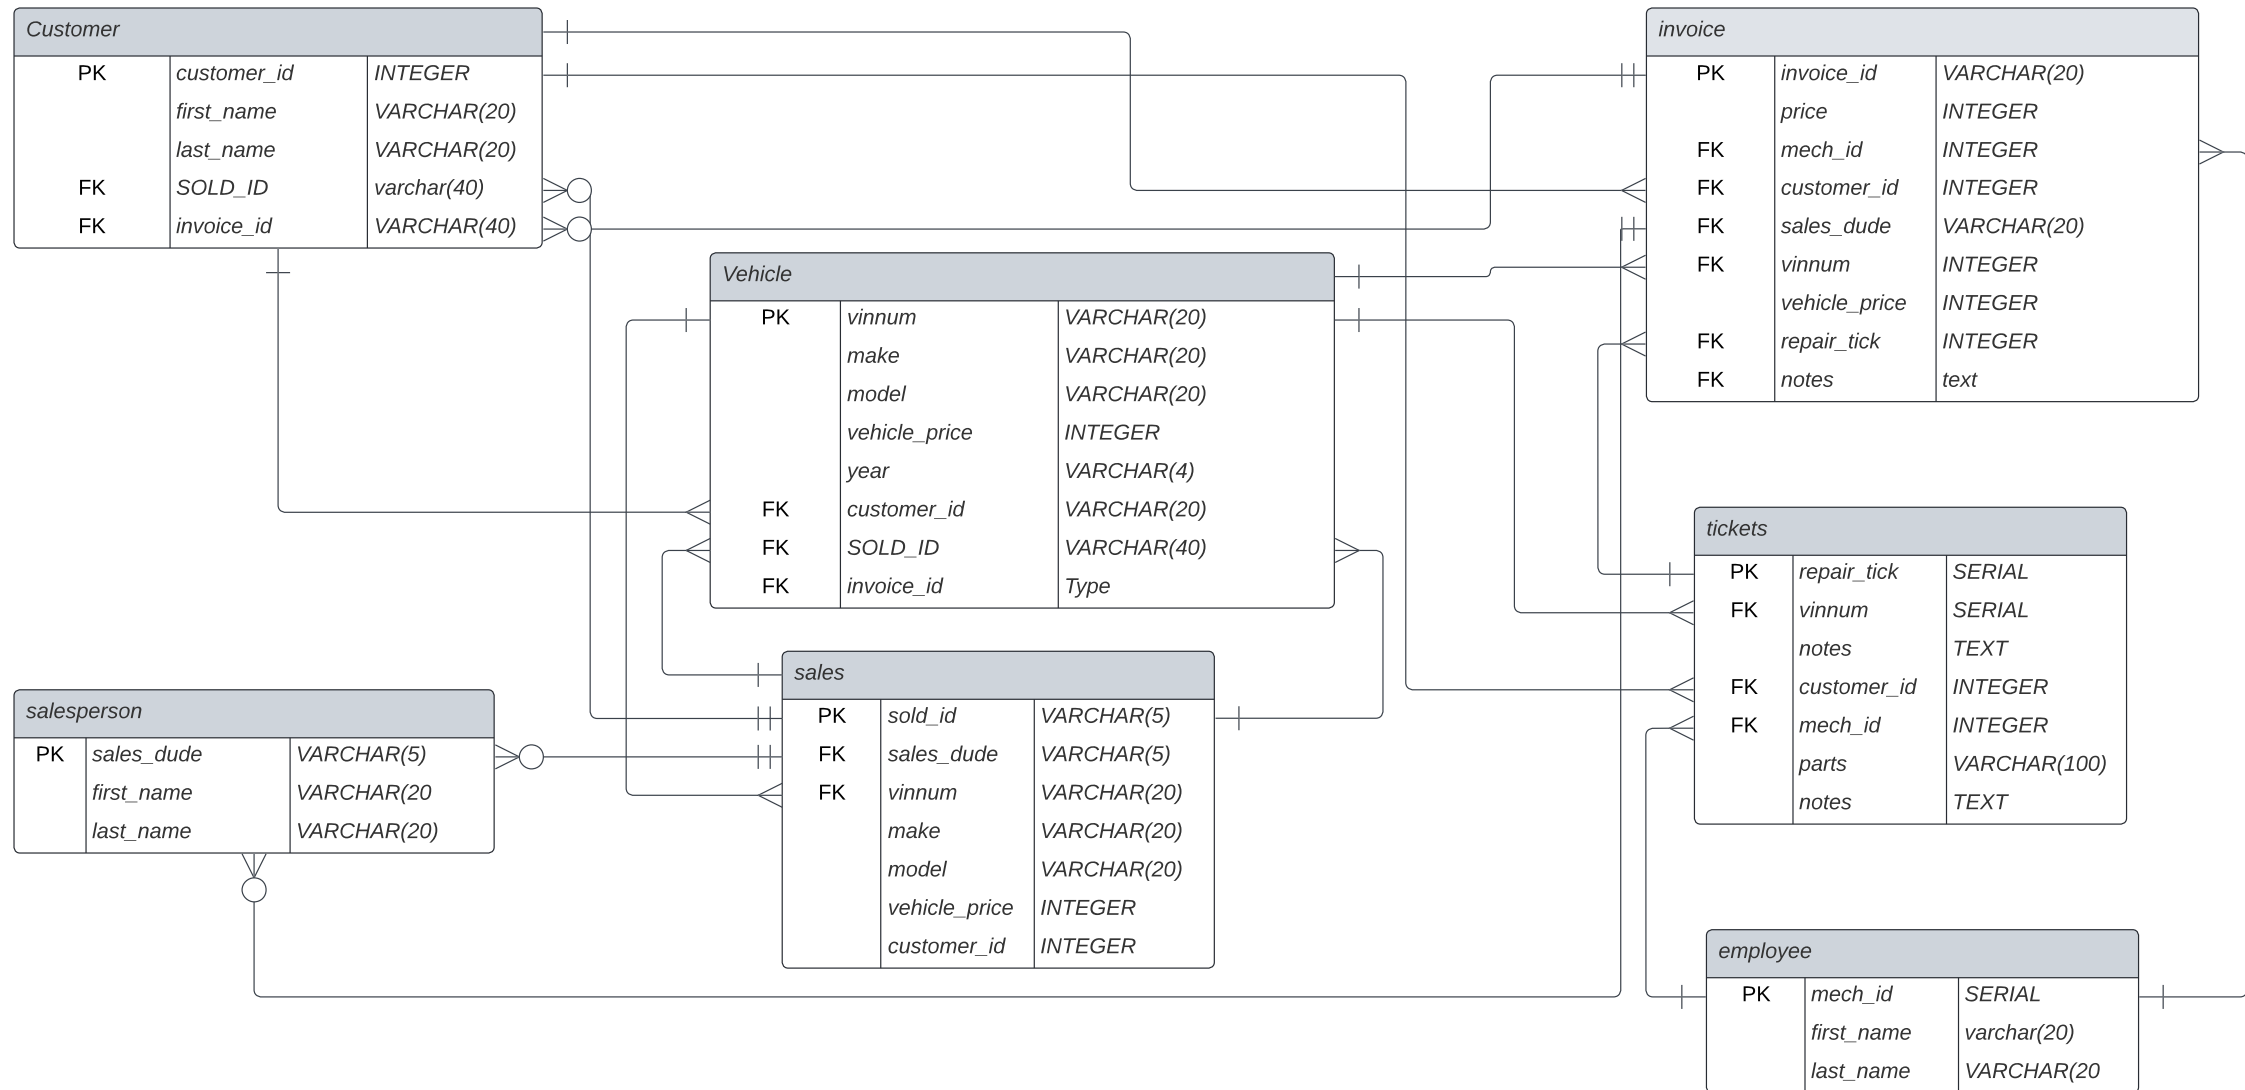 Customer
PK customer_id INTEGER
first_name VARCHAR(20)
last_name VARCHAR(20)
FK SOLD_ID varchar(40)
FK invoice_id VARCHAR(40)
invoice
PK invoice_id VARCHAR(20)
price INTEGER
FK mech_id INTEGER
FK customer_id INTEGER
FK sales_dude VARCHAR(20)
FK vinnum INTEGER
vehicle_price INTEGER
FK repair_tick INTEGER
FK notes text
Vehicle
PK vinnum VARCHAR(20)
make VARCHAR(20)
model VARCHAR(20)
vehicle_price INTEGER
year VARCHAR(4)
FK customer_id VARCHAR(20)
FK SOLD_ID VARCHAR(40)
FK invoice_id Type
tickets
PK repair_tick SERIAL
FK vinnum SERIAL
notes TEXT
FK customer_id INTEGER
FK mech_id INTEGER
parts VARCHAR(100)
notes TEXT
sales
PK sold_id VARCHAR(5)
FK sales_dude VARCHAR(5)
FK vinnum VARCHAR(20)
make VARCHAR(20)
model VARCHAR(20)
vehicle_price INTEGER
customer_id INTEGER
salesperson
PK sales_dude VARCHAR(5)
first_name VARCHAR(20
last_name VARCHAR(20)
employee
PK mech_id SERIAL
first_name varchar(20)
last_name VARCHAR(20